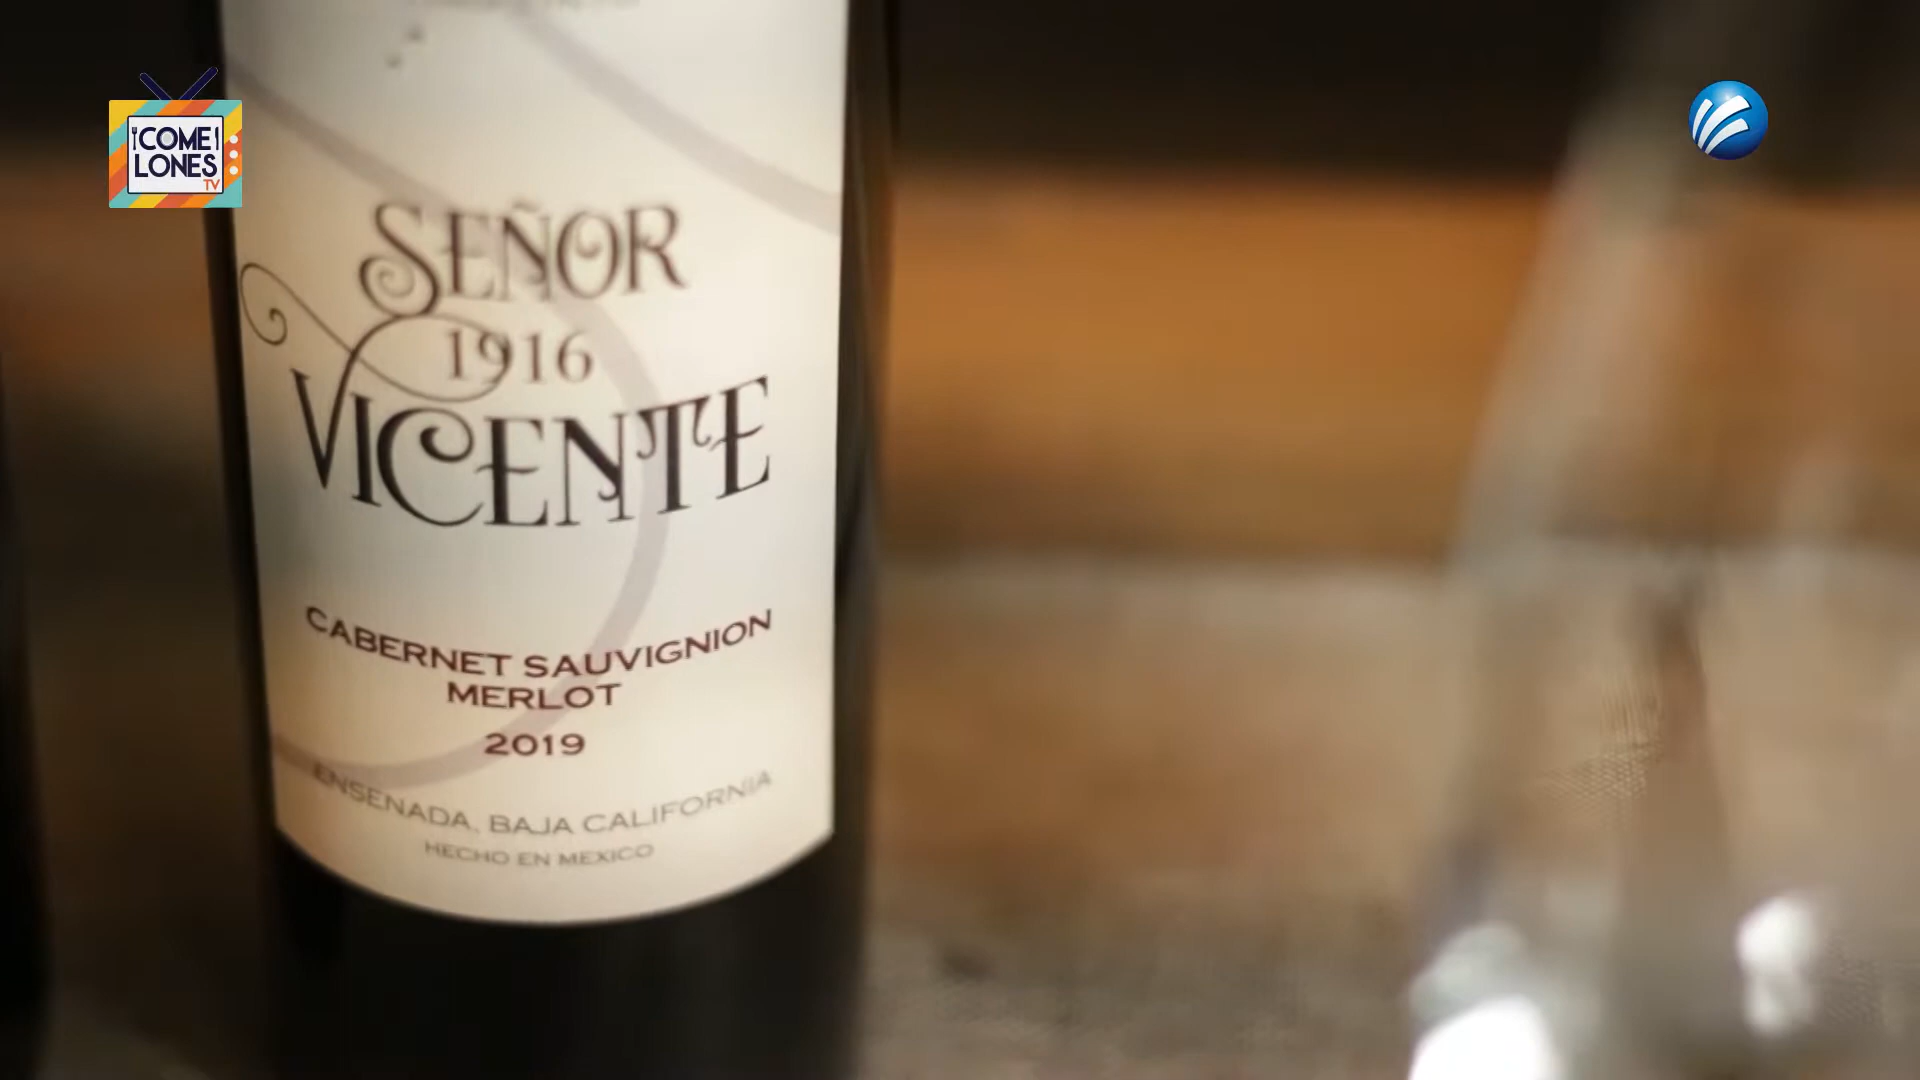 COME
LONES
TV
SEÑOR
1916
VICENTE
CABERNET SAUVIGNION
MERLOT
2019
ENSENADA, BAJA CALIFORNIA
HECHO EN MEXICO